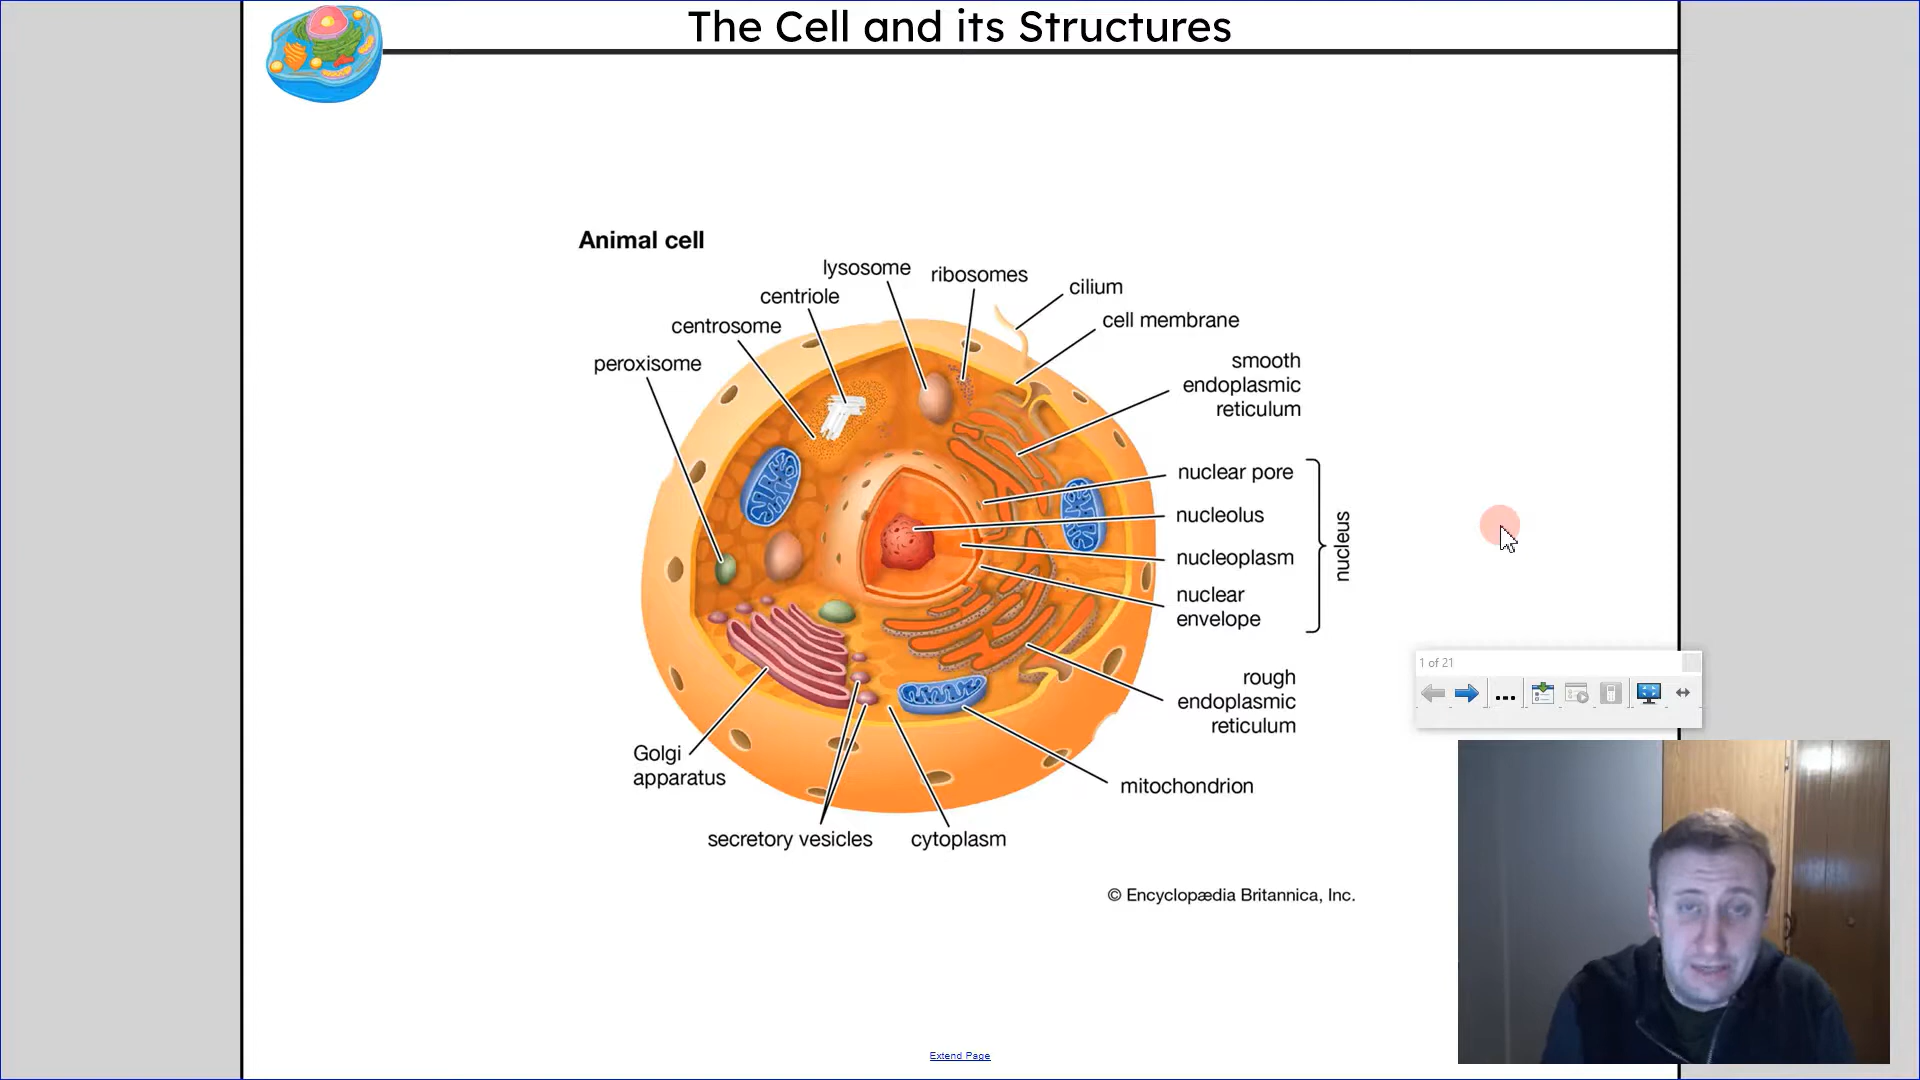 The Cell and its Structures
Animal cell
lysosome
ribosomes
cilium
centriole
cell membrane
centrosome
peroxisome
smooth
endoplasmic
reticulum
nuclear pore
nucleolus
nucleoplasm
nuclear
envelope
nucleus
rough
endoplasmic
reticulum
Golgi
apparatus
mitochondrion
secretory vesicles
cytoplasm
© Encyclopædia Britannica, Inc.
1 of 21
Extend Page